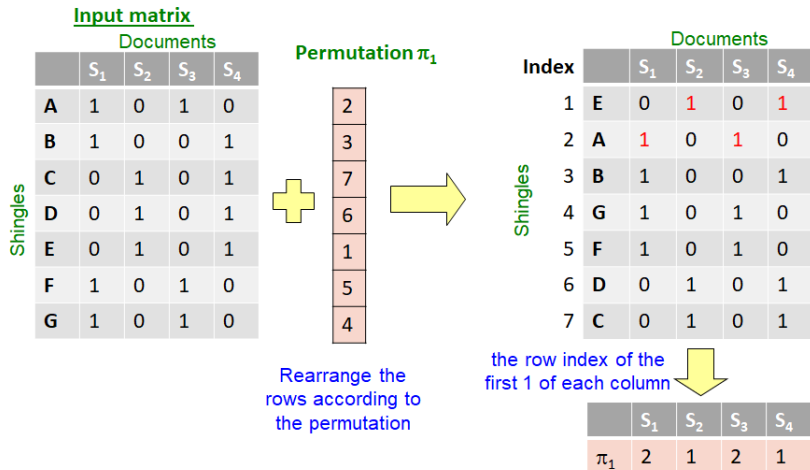 Input matrix
Documents
S₁ S₂ S₃ S₄
A 1 0 1 0
B 1 0 0 1
C 0 1 0 1
D 0 1 0 1
E 0 1 0 1
F 1 0 1 0
G 1 0 1 0
Shingles
Permutation π₁
2
3
7
6
1
5
4
Rearrange the
rows according to
the permutation
Documents
Index S₁ S₂ S₃ S₄
1 E 0 1 0 1
2 A 1 0 1 0
3 B 1 0 0 1
4 G 1 0 1 0
5 F 1 0 1 0
6 D 0 1 0 1
7 C 0 1 0 1
Shingles
the row index of the
first 1 of each column
S₁ S₂ S₃ S₄
π₁ 2 1 2 1